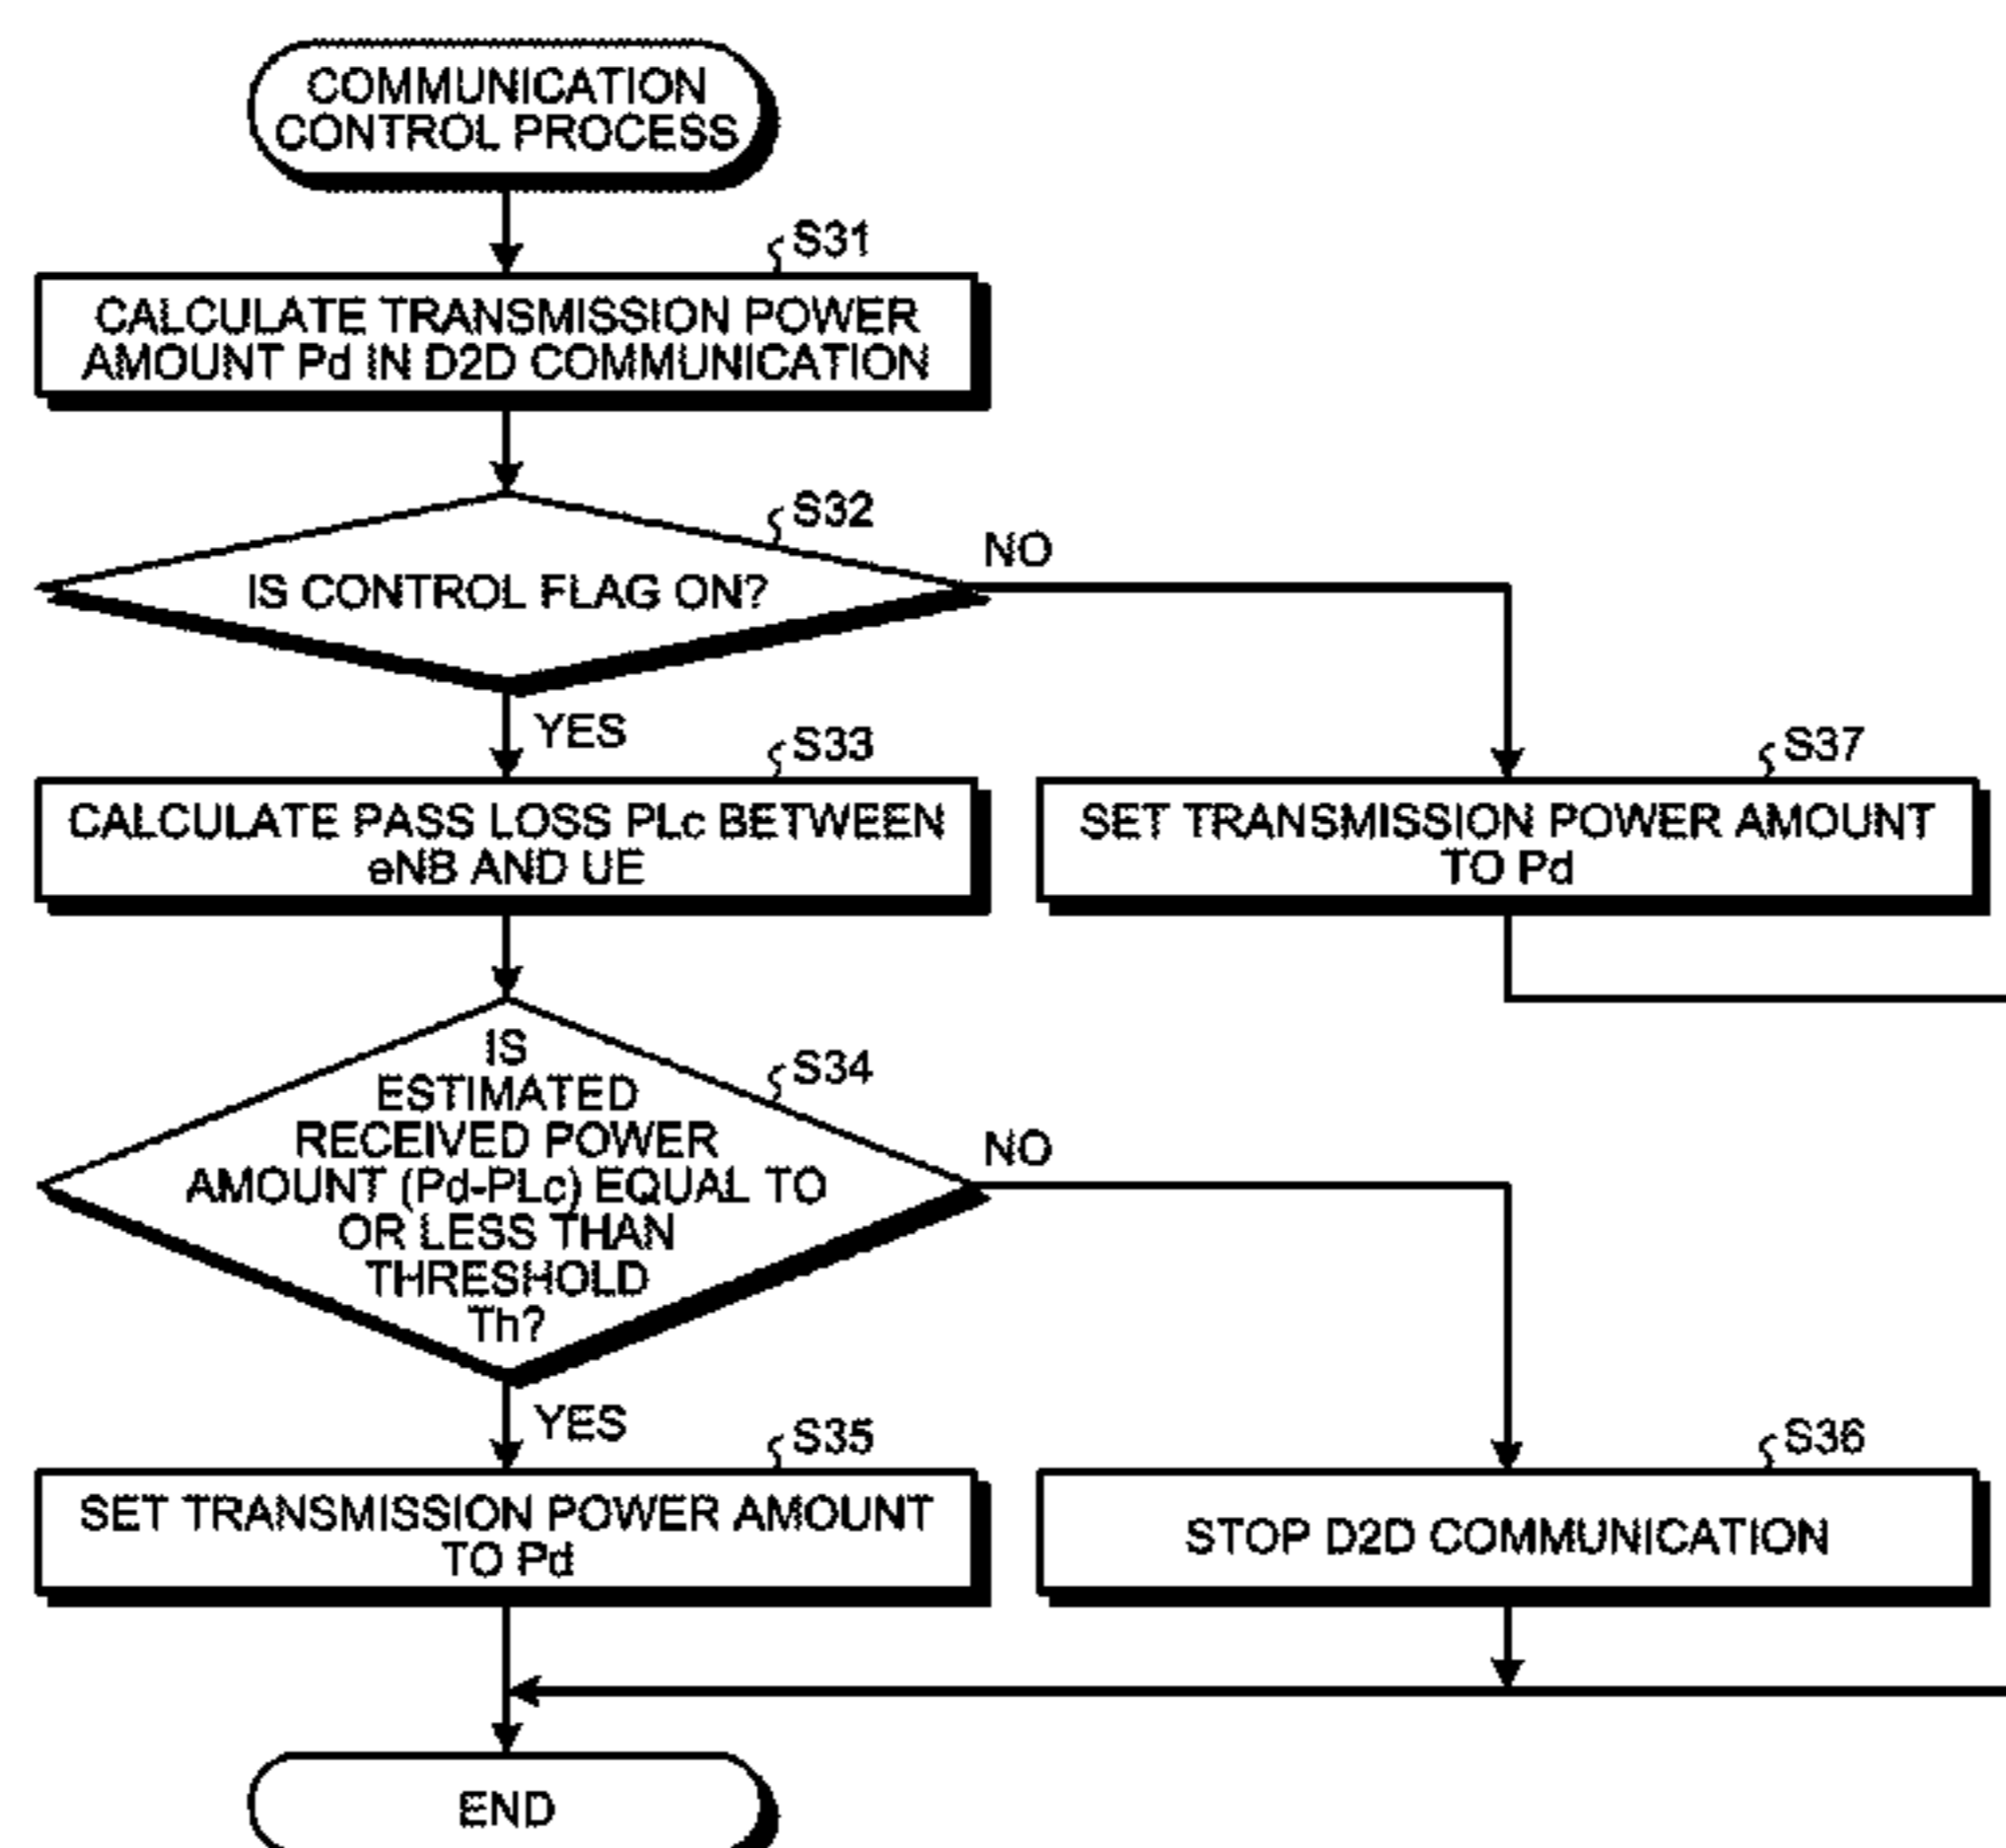 COMMUNICATION
CONTROL PROCESS
S31
CALCULATE TRANSMISSION POWER
AMOUNT Pd IN D2D COMMUNICATION
S32
IS CONTROL FLAG ON?
NO
YES
S33
CALCULATE PASS LOSS PLc BETWEEN
eNB AND UE
S37
SET TRANSMISSION POWER AMOUNT
TO Pd
S34
IS
ESTIMATED
RECEIVED POWER
AMOUNT (Pd-PLc) EQUAL TO
OR LESS THAN
THRESHOLD
Th?
NO
YES
S35
SET TRANSMISSION POWER AMOUNT
TO Pd
S36
STOP D2D COMMUNICATION
END